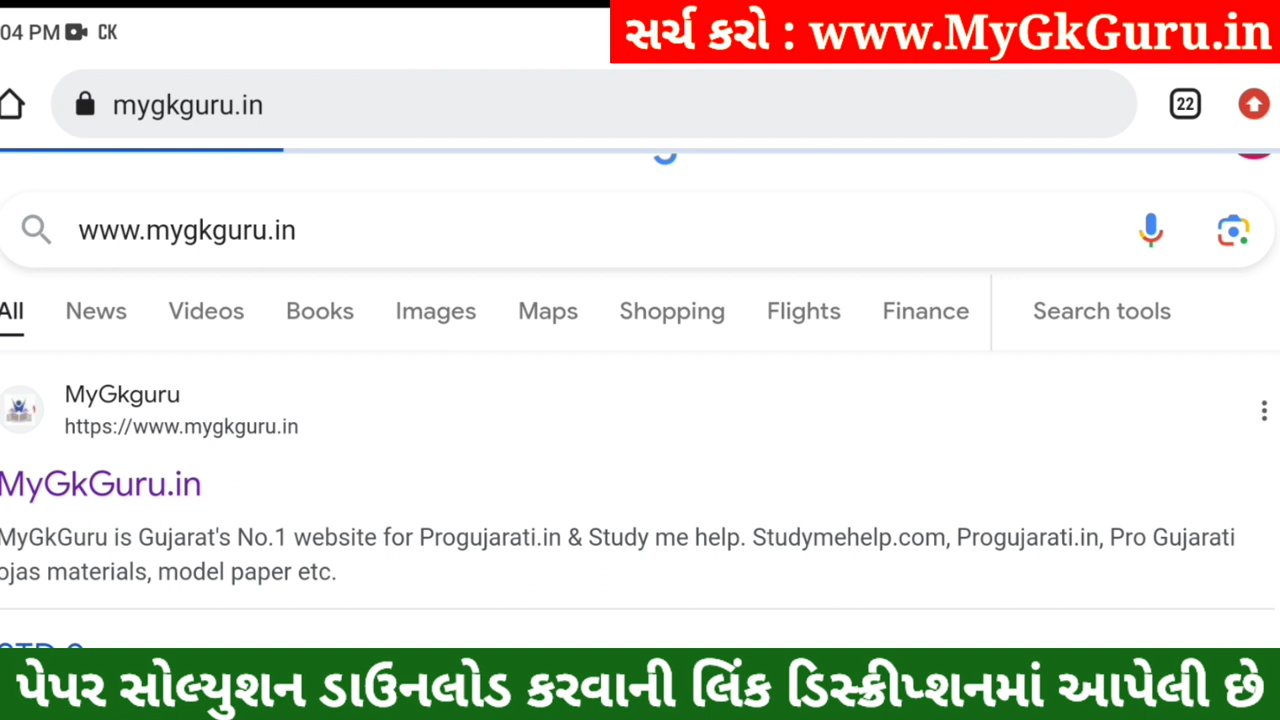 04 PM CK
સર્ચ કરો : www.MyGkGuru.in
mygkguru.in
22
www.mygkguru.in
All News Videos Books Images Maps Shopping Flights Finance Search tools
MyGkguru
https://www.mygkguru.in
MyGkGuru.in
MyGkGuru is Gujarat's No.1 website for Progujarati.in & Study me help. Studymehelp.com, Progujarati.in, Pro Gujarati
ojas materials, model paper etc.
પેપર સોલ્યુશન ડાઉનલોડ કરવાની લિંક ડિસ્ક્રીપ્શનમાં આપેલી છે